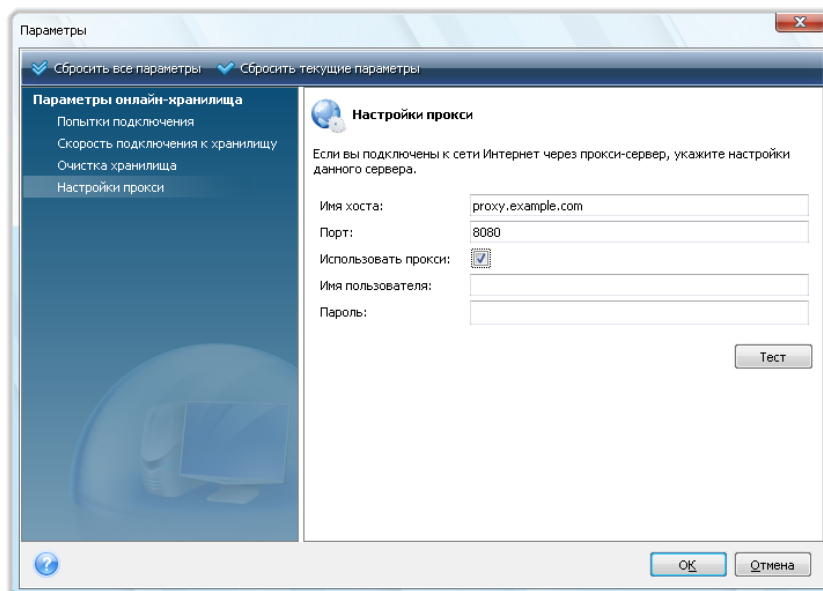 Параметры
Сбросить все параметры Сбросить текущие параметры
Параметры онлайн-хранилища
Попытки подключения
Скорость подключения к хранилищу
Очистка хранилища
Настройки прокси
Настройки прокси
Если вы подключены к сети Интернет через прокси-сервер, укажите настройки
данного сервера.
Имя хоста: proxy.example.com
Порт: 8080
Использовать прокси:
Имя пользователя:
Пароль:
Тест
ОК Отмена